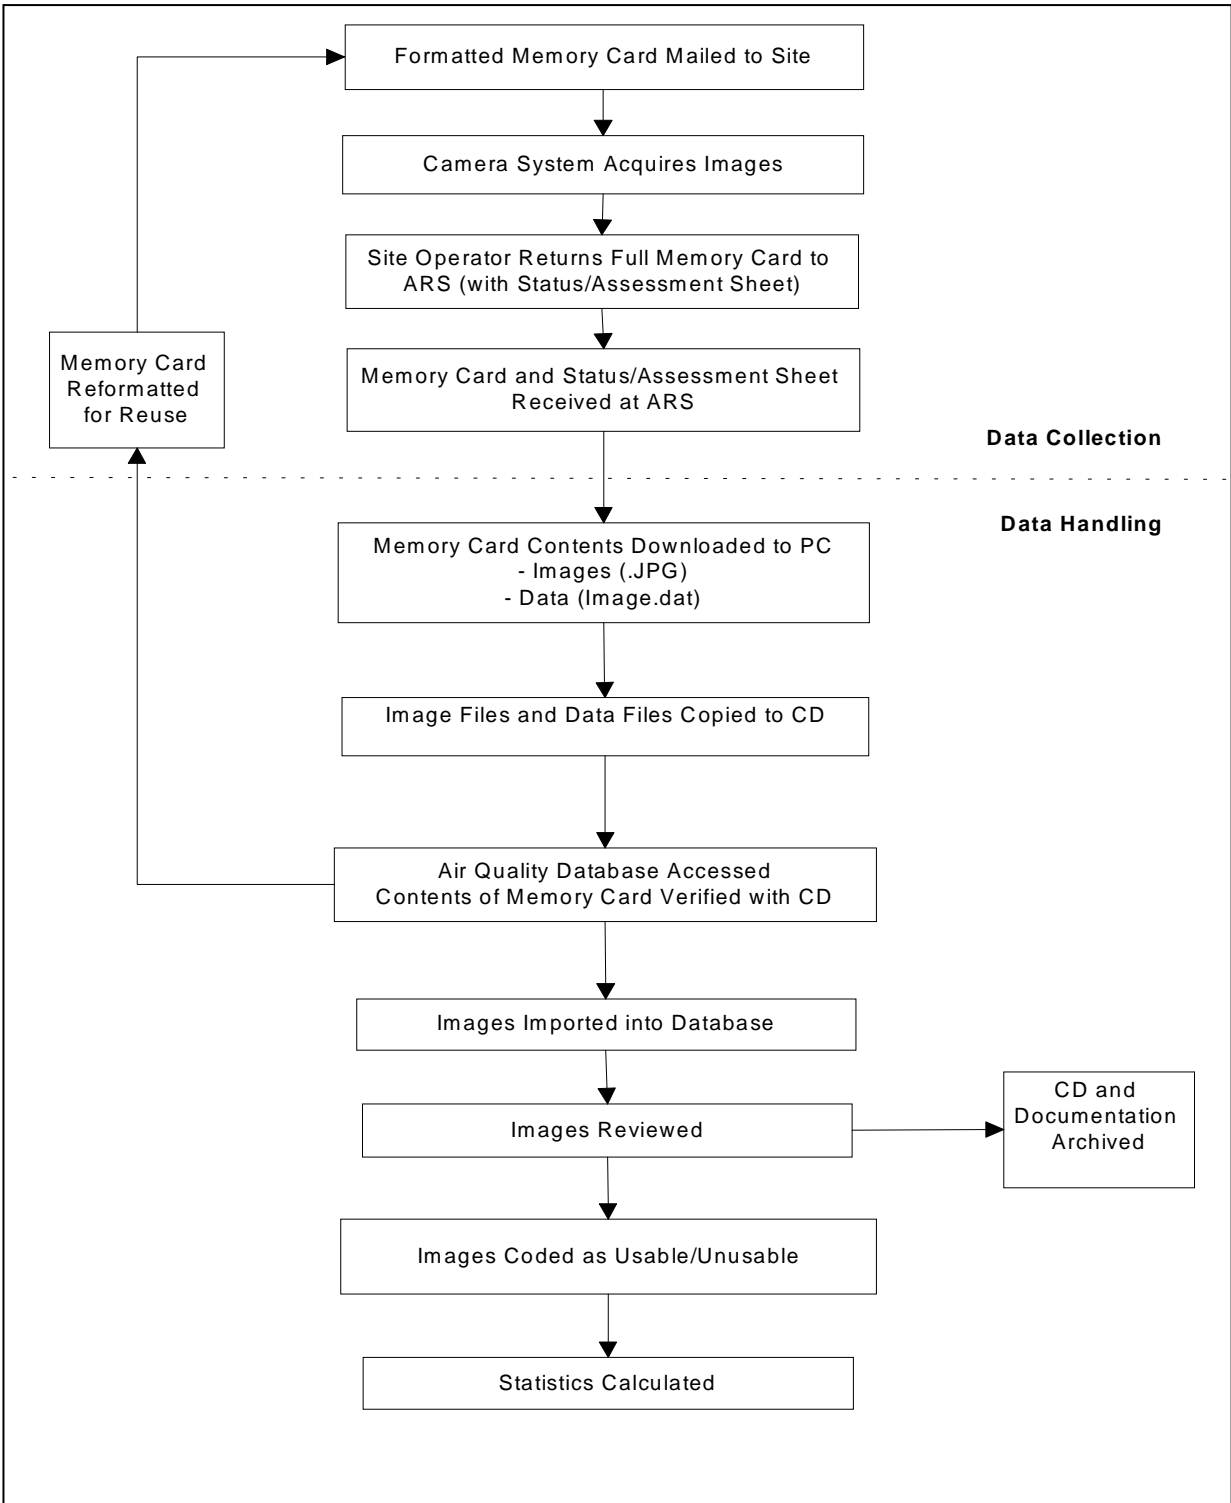 Formatted Memory Card Mailed to Site
Camera System Acquires Images
Site Operator Returns Full Memory Card to
ARS (with Status/Assessment Sheet)
Memory Card
Reformatted
for Reuse
Memory Card and Status/Assessment Sheet
Received at ARS
Data Collection
Data Handling
Memory Card Contents Downloaded to PC
- Images (.JPG)
- Data (Image.dat)
Image Files and Data Files Copied to CD
Air Quality Database Accessed
Contents of Memory Card Verified with CD
Images Imported into Database
Images Reviewed
CD and
Documentation
Archived
Images Coded as Usable/Unusable
Statistics Calculated